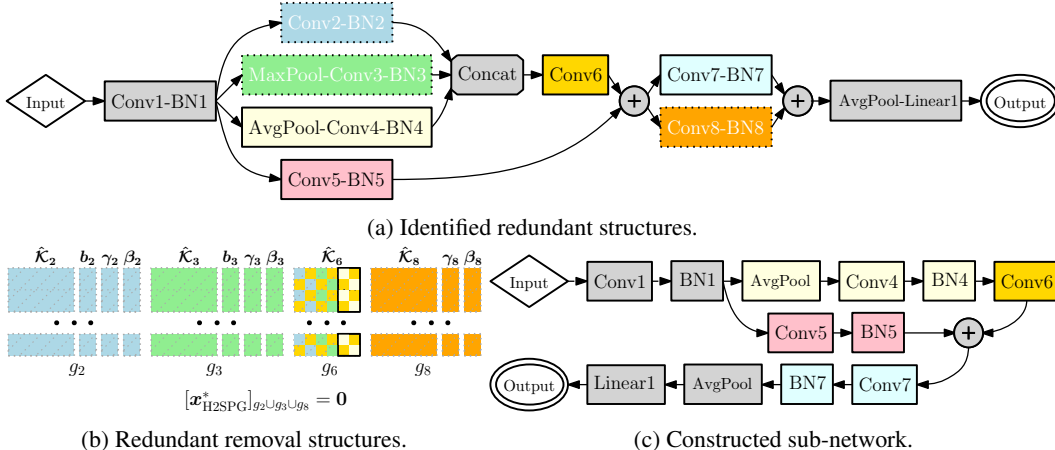 Conv2-BN2
MaxPool-Conv3-BN3
Concat
Conv6
Conv7-BN7
Input
Conv1-BN1
+
+
AvgPool-Linear1
Output
AvgPool-Conv4-BN4
Conv8-BN8
Conv5-BN5
(a) Identified redundant structures.
K̂₂ b₂ γ₂ β₂ K̂₃ b₃ γ₃ β₃ K̂₆ K̂₈ γ₈ β₈
g₂ g₃ g₆ g₈
[x*_H2SPG]_g₂∪g₃∪g₈ = 0
(b) Redundant removal structures.
Input
Conv1
BN1
AvgPool
Conv4
BN4
Conv6
Conv5
BN5
+
Output
Linear1
AvgPool
BN7
Conv7
(c) Constructed sub-network.